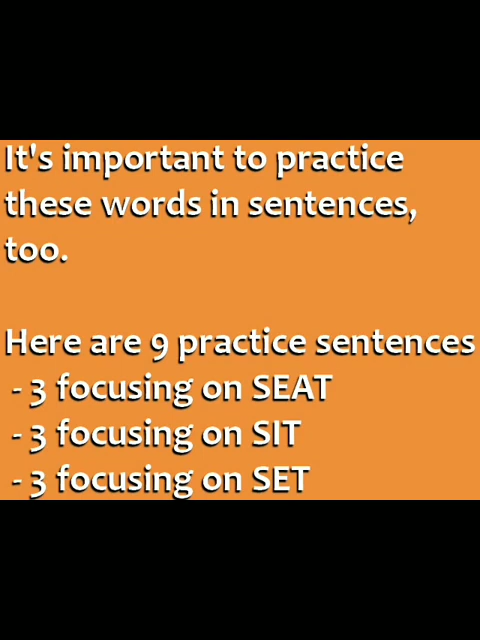 It's important to practice
these words in sentences,
too.
Here are 9 practice sentences
- 3 focusing on SEAT
- 3 focusing on SIT
- 3 focusing on SET